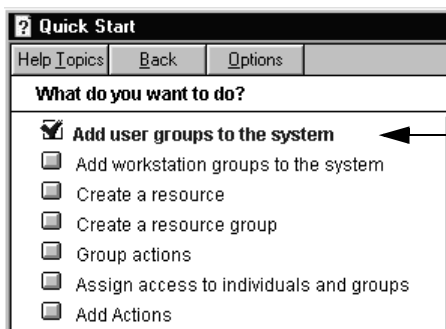 Quick Start
Help Topics Back Options
What do you want to do?
Add user groups to the system
Add workstation groups to the system
Create a resource
Create a resource group
Group actions
Assign access to individuals and groups
Add Actions